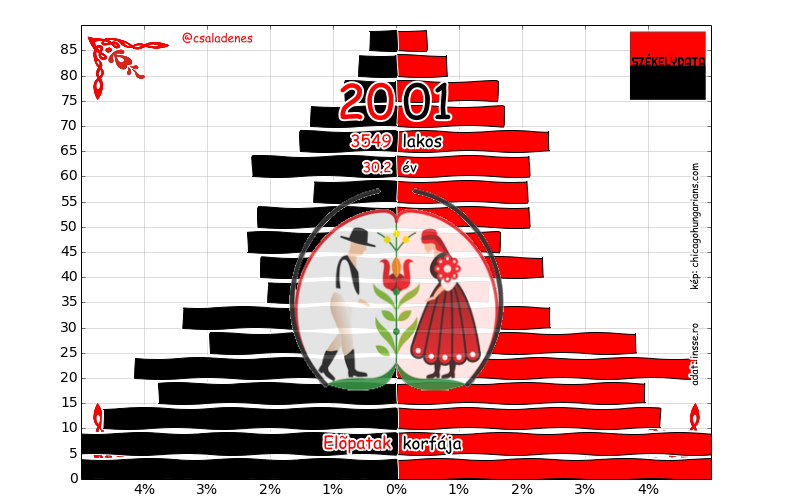 @csaladenes
SZÉKELYDATA
2001
3549 lakos
30.2 év
kép: chicagohungarians.com
adat: insse.ro
Előpatak korfája
85
80
75
70
65
60
55
50
45
40
35
30
25
20
15
10
5
0
4% 3% 2% 1% 0% 1% 2% 3% 4%